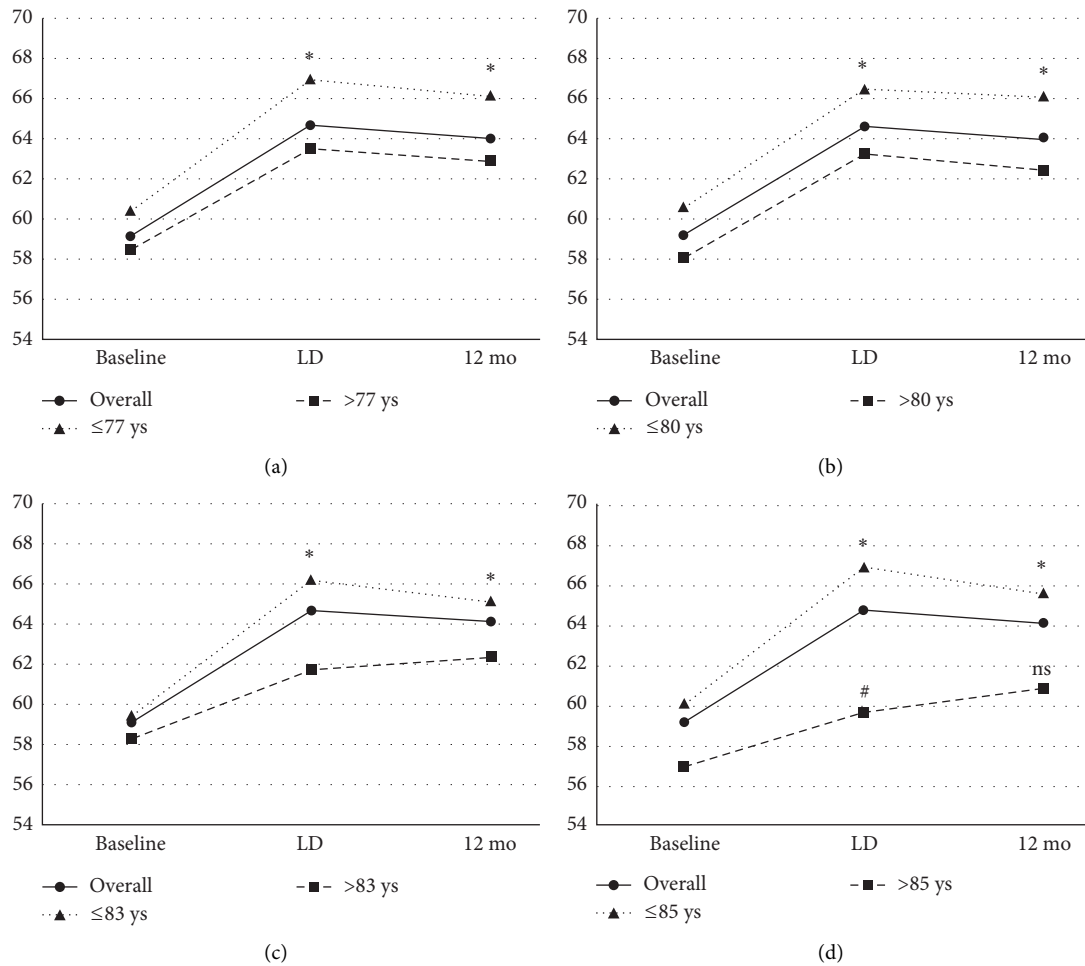 70
68
66
64
62
60
58
56
54
* *
Baseline LD 12 mo
Overall >77 ys
≤77 ys
(a)
70
68
66
64
62
60
58
56
54
* *
Baseline LD 12 mo
Overall >80 ys
≤80 ys
(b)
70
68
66
64
62
60
58
56
54
* *
Baseline LD 12 mo
Overall >83 ys
≤83 ys
(c)
70
68
66
64
62
60
58
56
54
* *
# ns
Baseline LD 12 mo
Overall >85 ys
≤85 ys
(d)